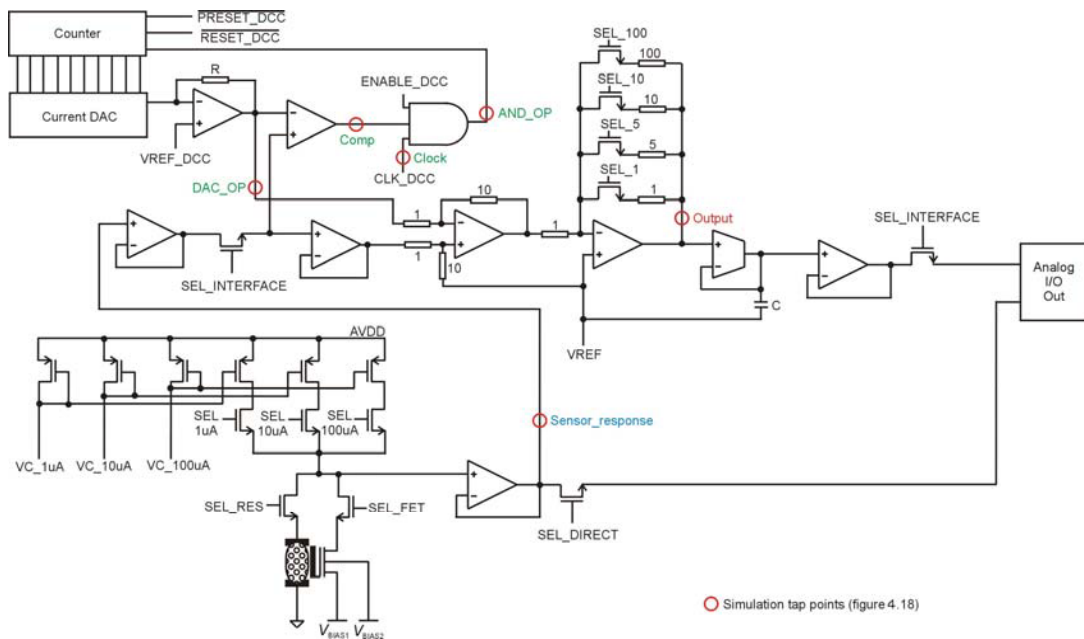 PRESET_DCC
RESET_DCC
Counter
Current DAC
R
VREF_DCC
DAC_OP
ENABLE_DCC
Comp
Clock
CLK_DCC
AND_OP
SEL_100
100
SEL_10
10
SEL_5
5
SEL_1
1
Output
10
1
1
1
10
SEL_INTERFACE
SEL_INTERFACE
C
VREF
Analog
I/O
Out
AVDD
SEL
1uA
SEL
10uA
SEL
100uA
VC_1uA
VC_10uA
VC_100uA
Sensor_response
SEL_RES
SEL_FET
SEL_DIRECT
VBIAS1
VBIAS2
Simulation tap points (figure 4.18)